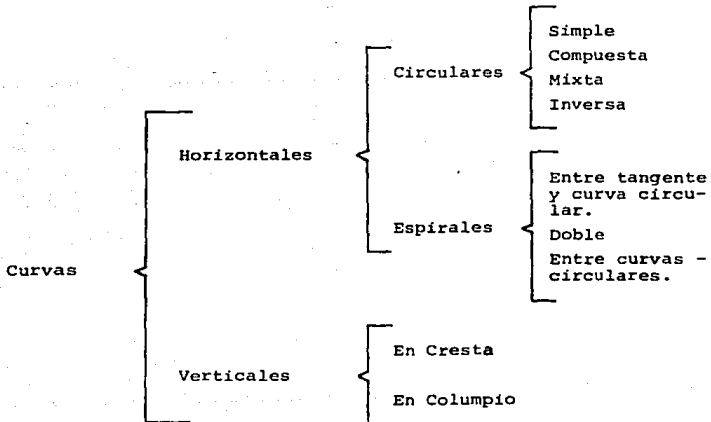 Simple
Compuesta
Circulares
Mixta
Inversa
Horizontales
Entre tangente
y curva circu-
lar.
Espirales
Doble
Entre curvas -
circulares.
Curvas
En Cresta
Verticales
En Columpio